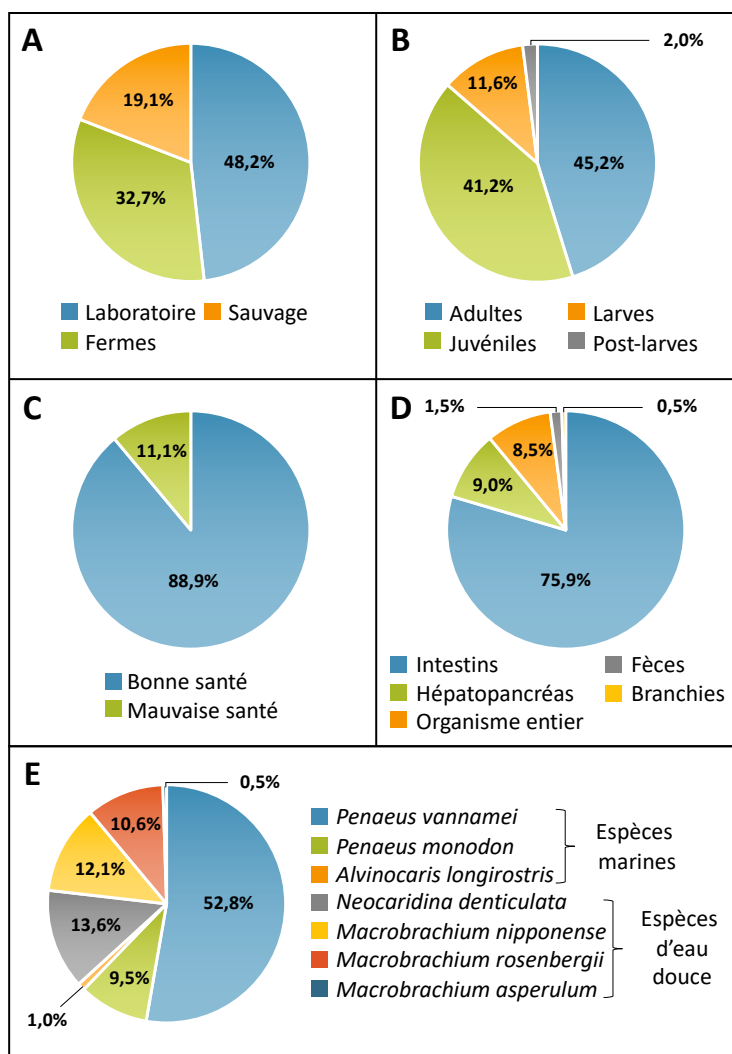 A
19,1%
48,2%
32,7%
Laboratoire Sauvage
Fermes
B
2,0%
11,6%
45,2%
41,2%
Adultes Larves
Juvéniles Post-larves
C
11,1%
88,9%
Bonne santé
Mauvaise santé
D
1,5% 0,5%
8,5%
9,0%
75,9%
Intestins Fèces
Hépatopancréas Branchies
Organisme entier
E
0,5%
10,6%
12,1%
52,8%
13,6%
9,5%
1,0%
Penaeus vannamei
Penaeus monodon
Alvinocaris longirostris
Espèces
marines
Neocaridina denticulata
Macrobrachium nipponense
Macrobrachium rosenbergii
Macrobrachium asperulum
Espèces
d’eau
douce